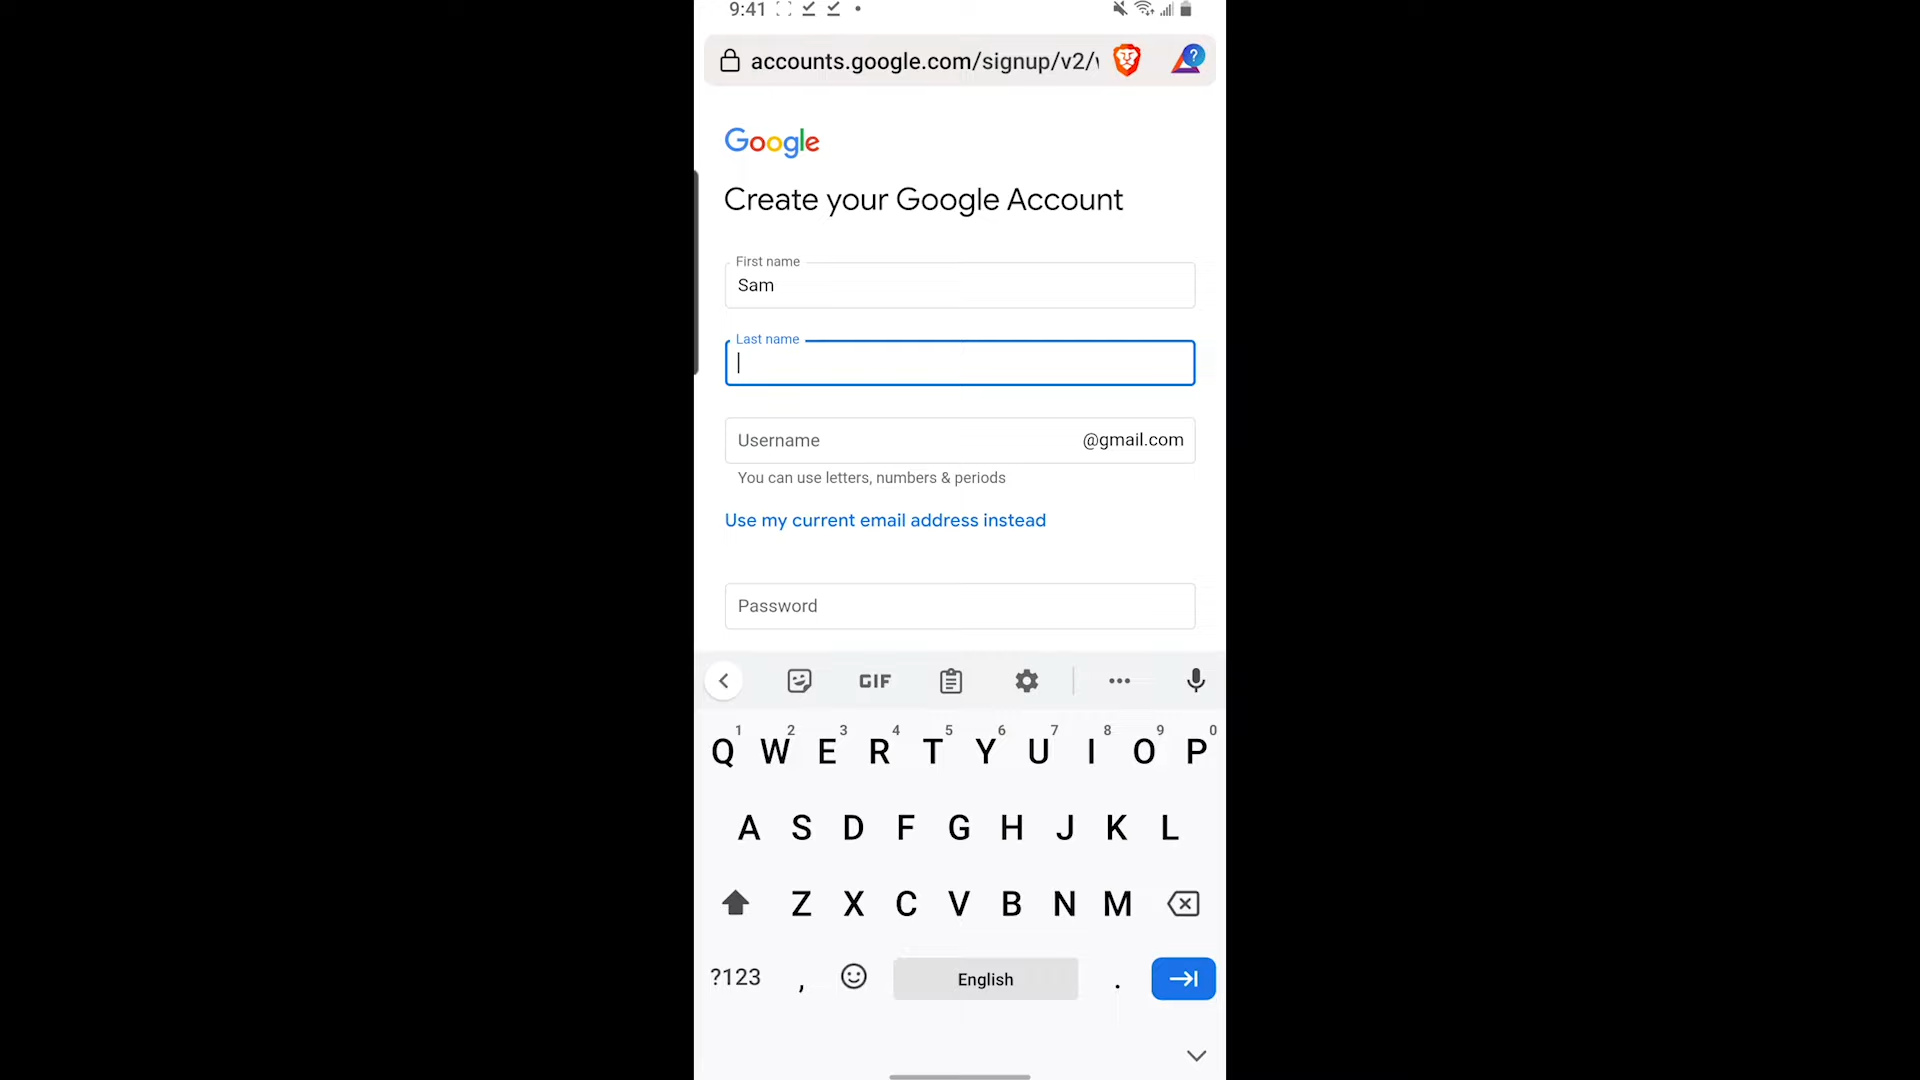 9:41
accounts.google.com/signup/v2/
Google
Create your Google Account
First name
Sam
Last name
Username @gmail.com
You can use letters, numbers & periods
Use my current email address instead
Password
GIF
1 2 3 4 5 6 7 8 9 0
Q W E R T Y U I O P
A S D F G H J K L
Z X C V B N M
?123 , English .